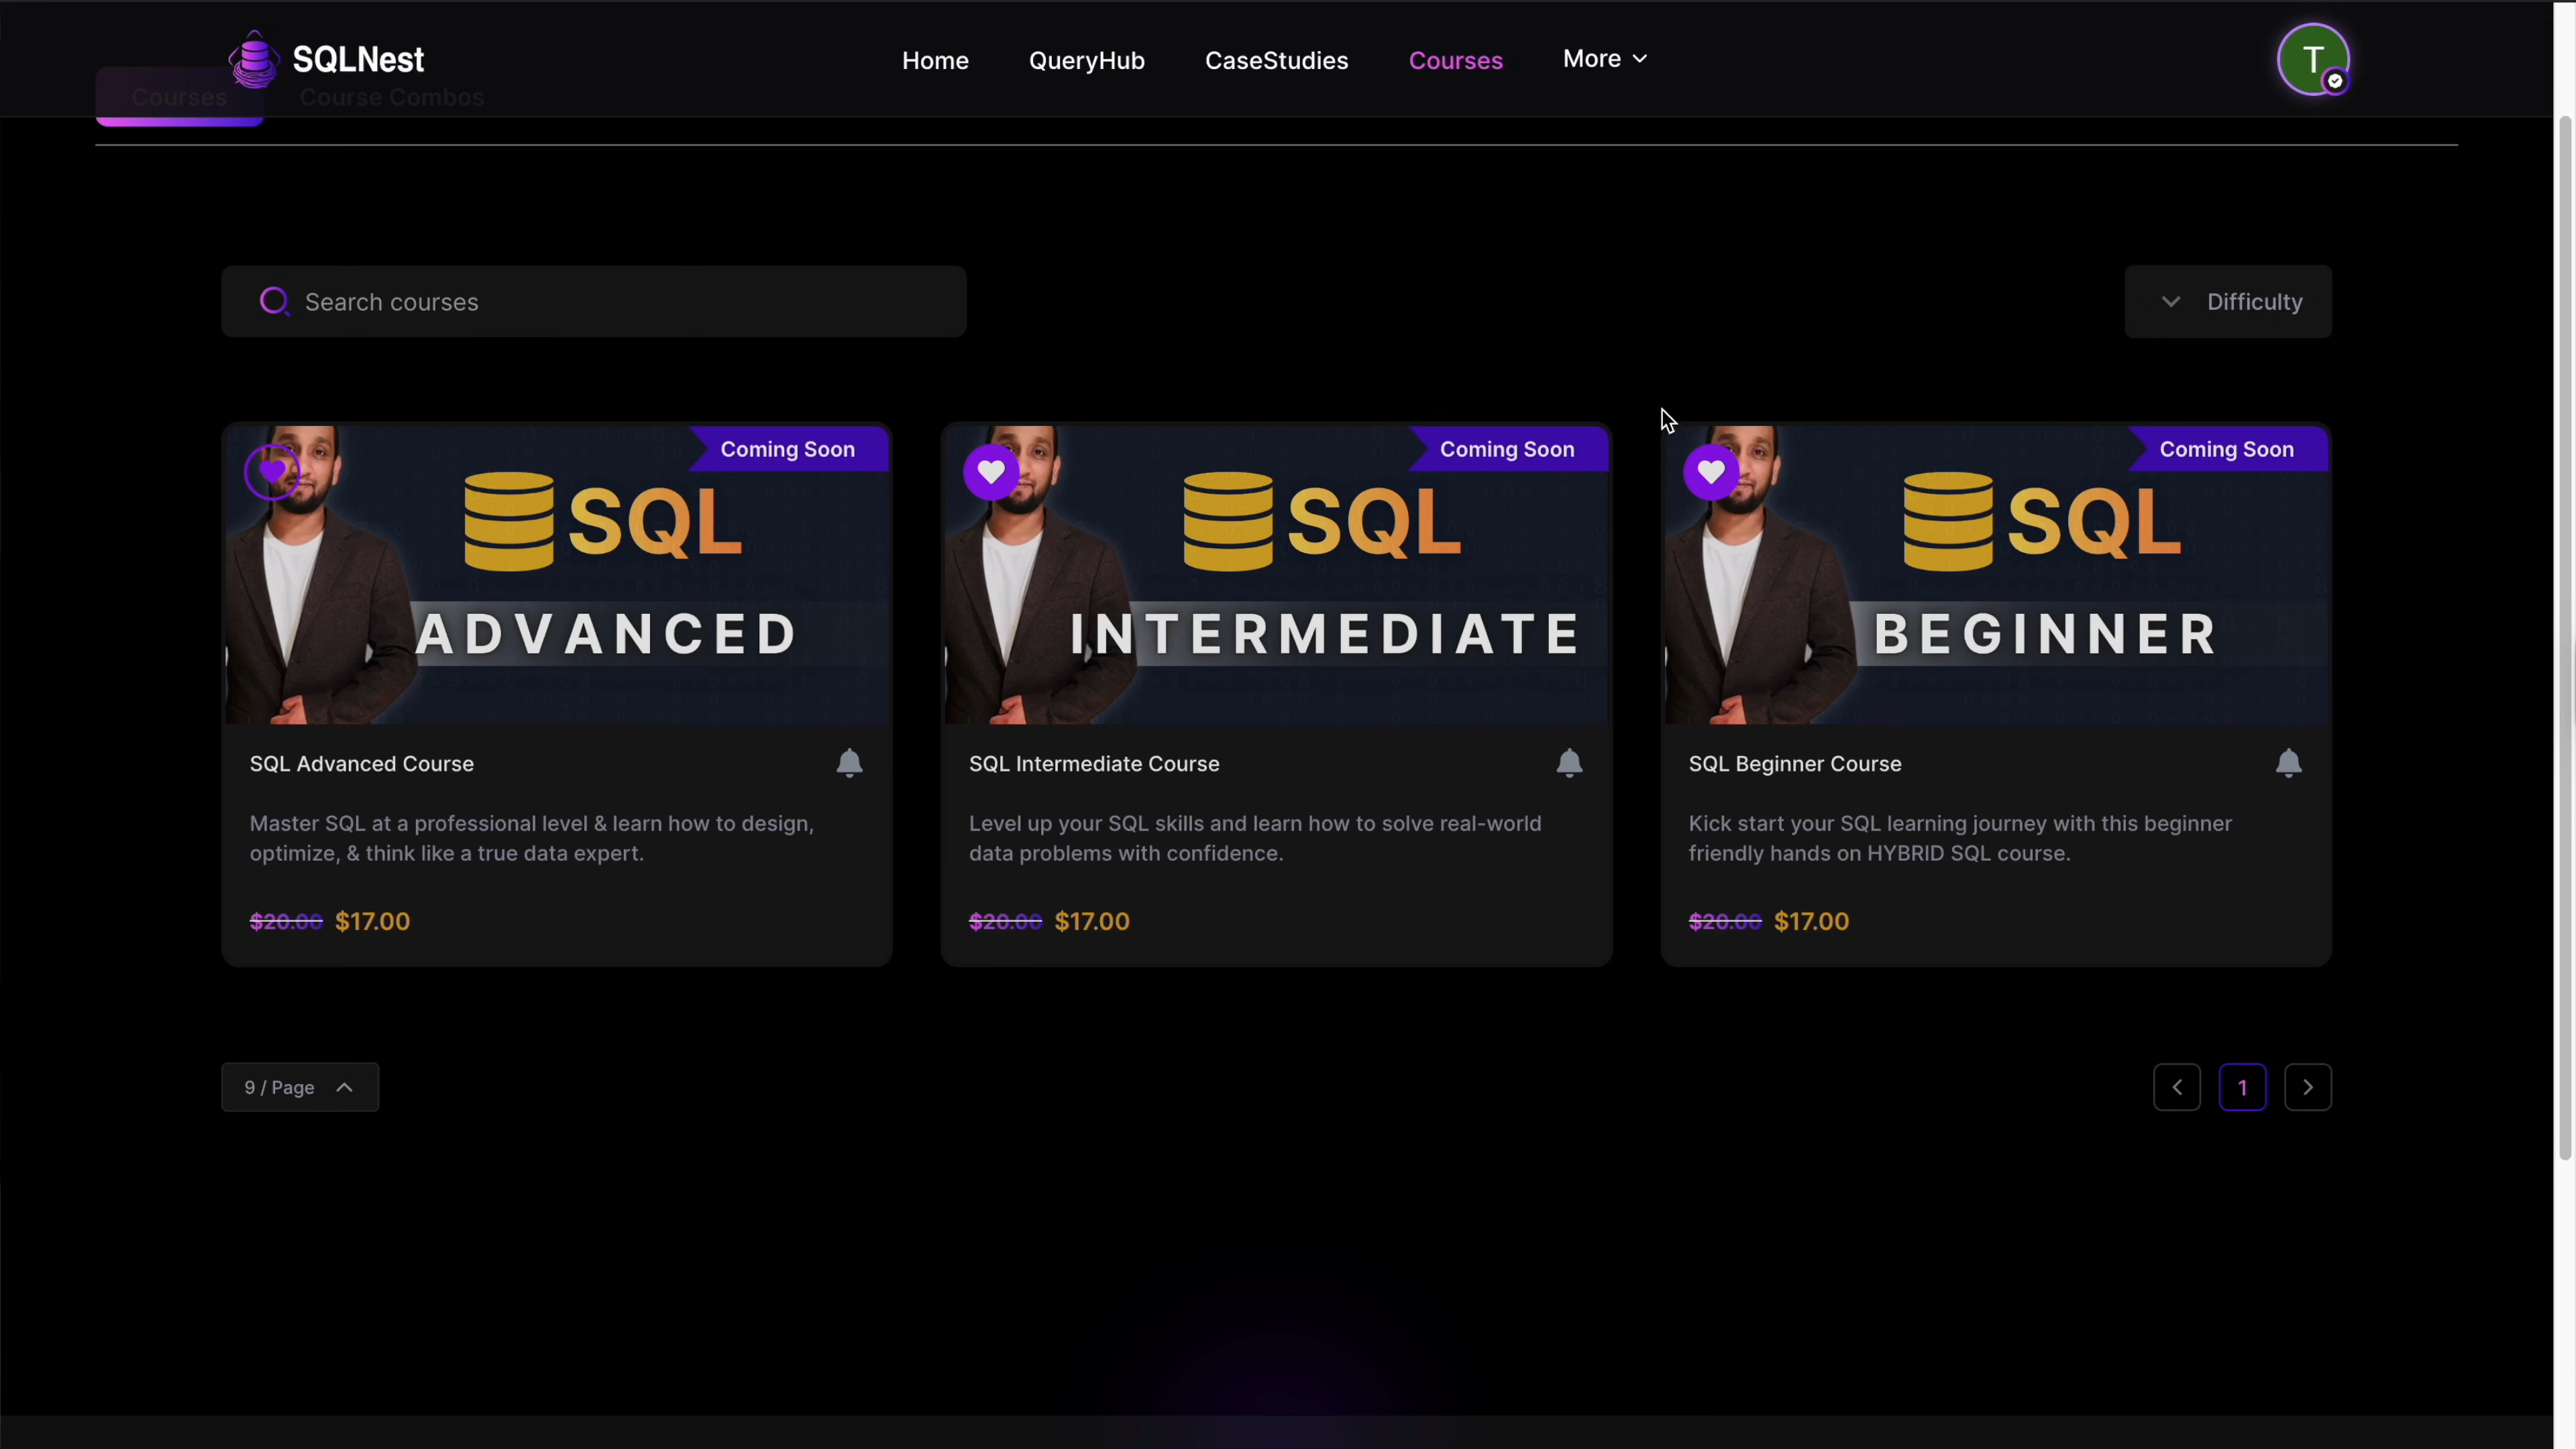 SQLNest
Home
QueryHub
CaseStudies
Courses
More
T
Courses
Course Combos
Search courses
Difficulty
Coming Soon
SQL
ADVANCED
SQL Advanced Course
Master SQL at a professional level & learn how to design,
optimize, & think like a true data expert.
$20.00 $17.00
Coming Soon
SQL
INTERMEDIATE
SQL Intermediate Course
Level up your SQL skills and learn how to solve real-world
data problems with confidence.
$20.00 $17.00
Coming Soon
SQL
BEGINNER
SQL Beginner Course
Kick start your SQL learning journey with this beginner
friendly hands on HYBRID SQL course.
$20.00 $17.00
9 / Page
1